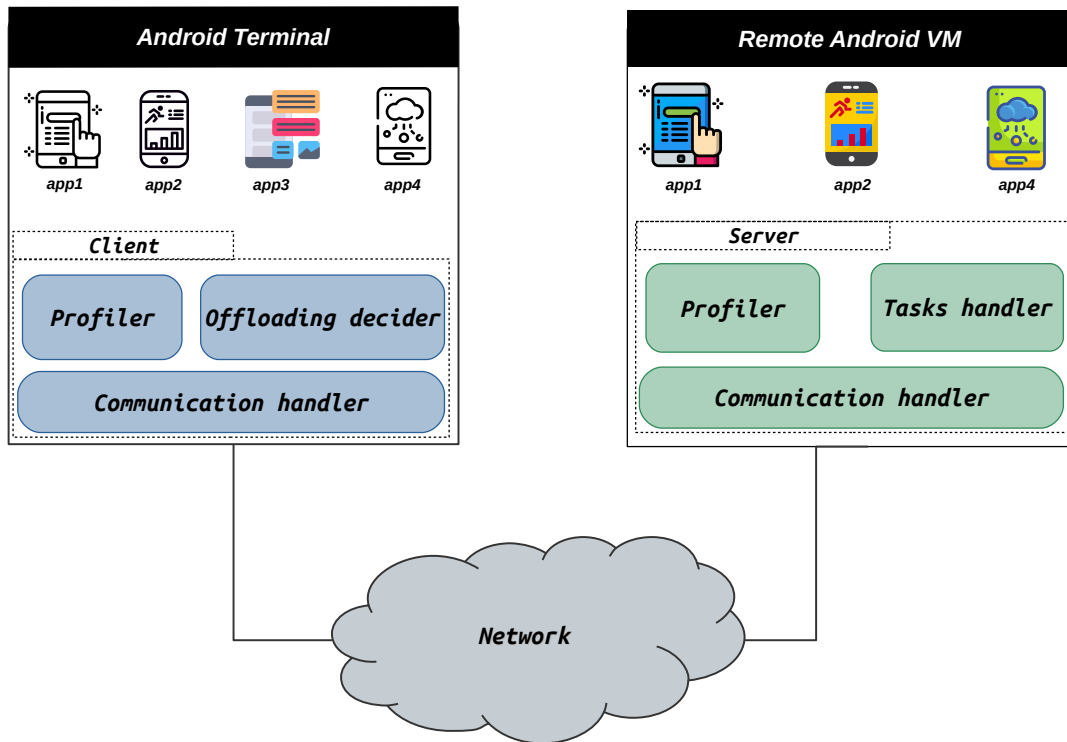 Android Terminal
app1
app2
app3
app4
Client
Profiler
Offloading decider
Communication handler
Remote Android VM
app1
app2
app4
Server
Profiler
Tasks handler
Communication handler
Network